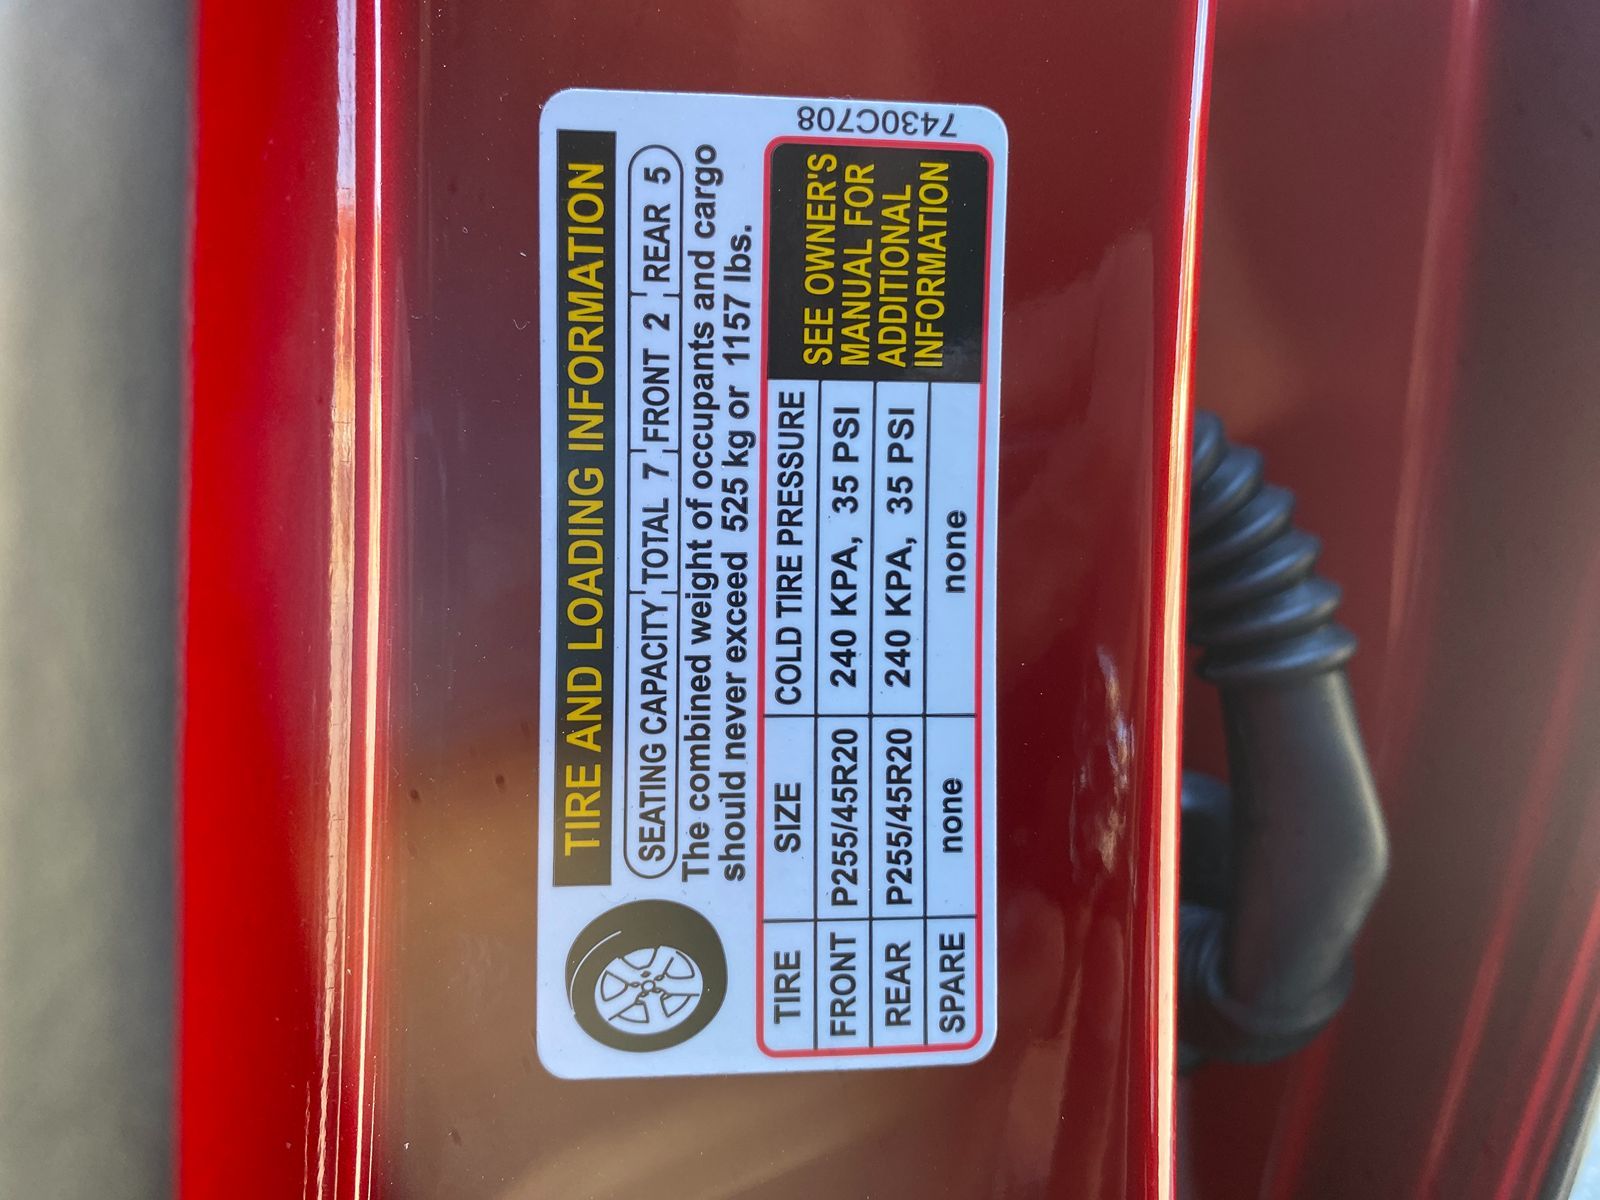 TIRE AND LOADING INFORMATION
SEATING CAPACITY TOTAL 7 FRONT 2 REAR 5
The combined weight of occupants and cargo
should never exceed 525 kg or 1157 lbs.
TIRE SIZE COLD TIRE PRESSURE
FRONT P255/45R20 240 KPA, 35 PSI
REAR P255/45R20 240 KPA, 35 PSI
SPARE none none
SEE OWNER'S
MANUAL FOR
ADDITIONAL
INFORMATION
7430C708